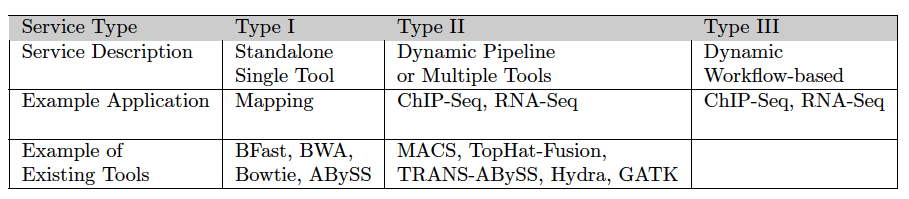 Service Type Type I Type II Type III
Service Description Standalone Dynamic Pipeline Dynamic
Single Tool or Multiple Tools Workflow-based
Example Application Mapping ChIP-Seq, RNA-Seq ChIP-Seq, RNA-Seq
Example of BFast, BWA, MACS, TopHat-Fusion,
Existing Tools Bowtie, ABySS TRANS-ABySS, Hydra, GATK